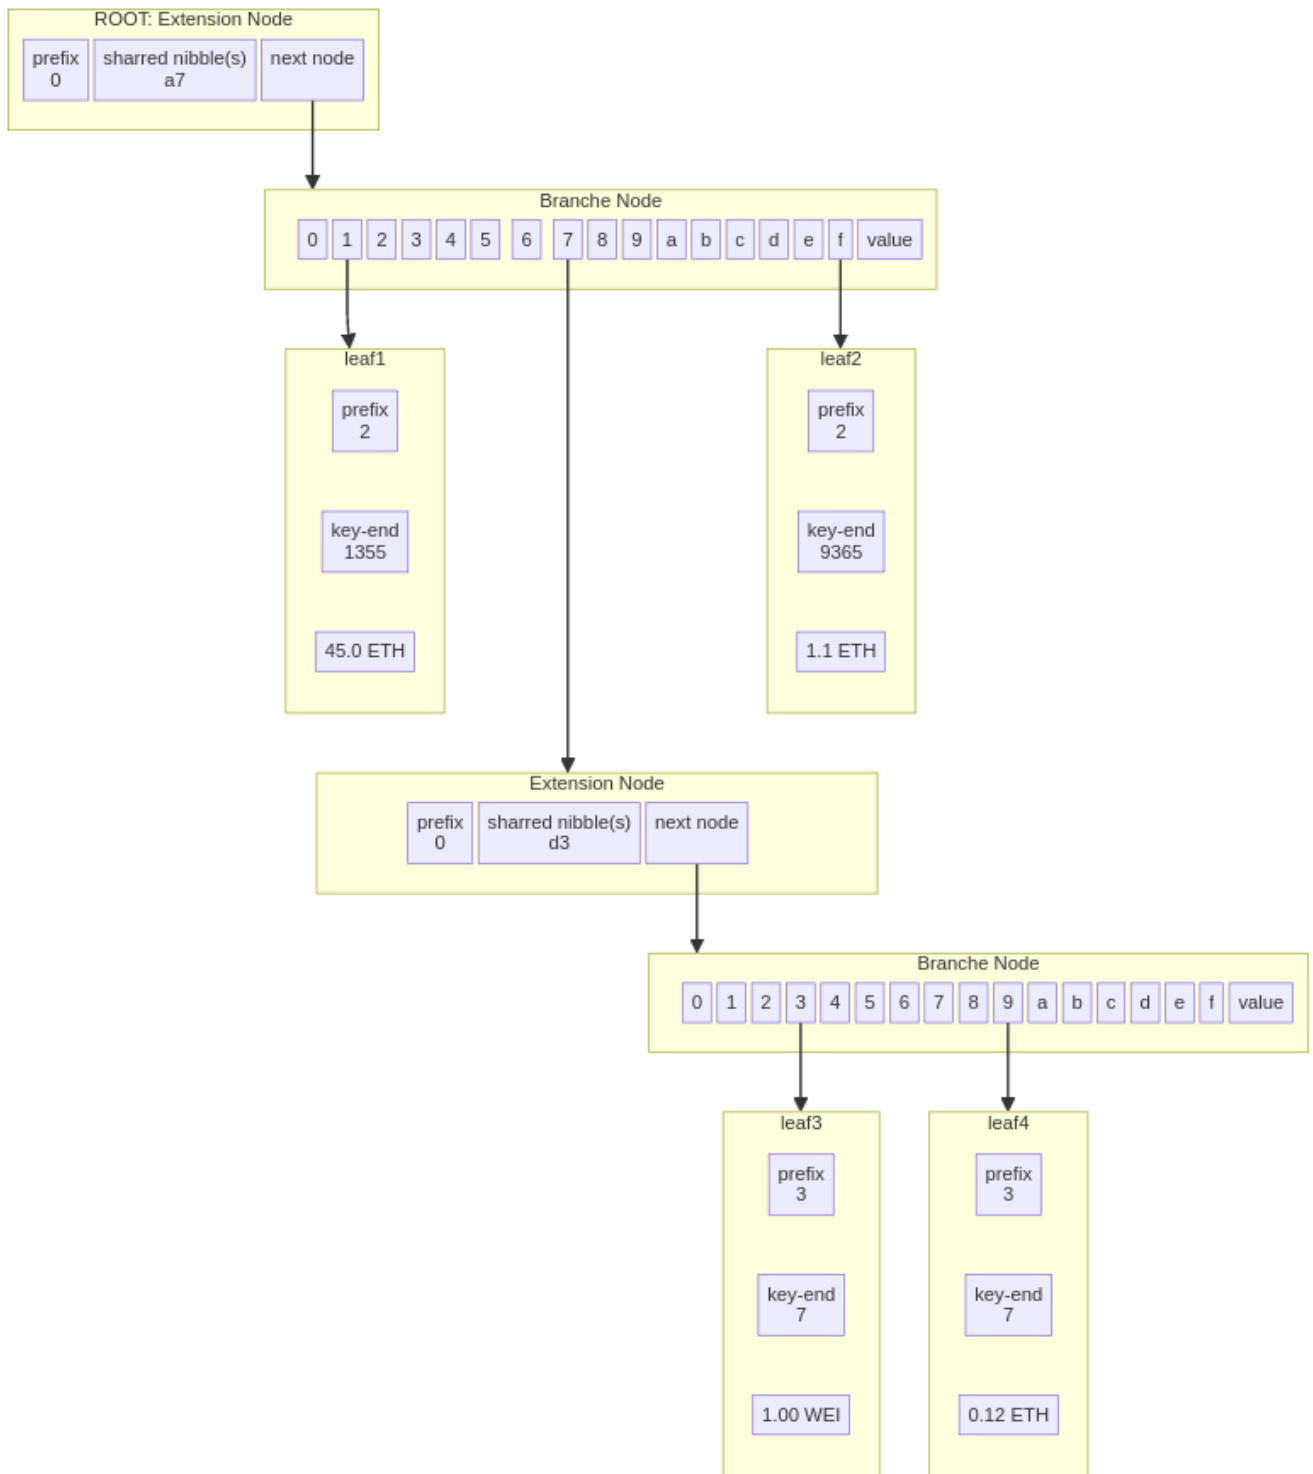 ROOT: Extension Node
prefix
0
sharred nibble(s)
a7
next node
Branche Node
0 1 2 3 4 5 6 7 8 9 a b c d e f value
leaf1
prefix
2
key-end
1355
45.0 ETH
leaf2
prefix
2
key-end
9365
1.1 ETH
Extension Node
prefix
0
sharred nibble(s)
d3
next node
Branche Node
0 1 2 3 4 5 6 7 8 9 a b c d e f value
leaf3
prefix
3
key-end
7
1.00 WEI
leaf4
prefix
3
key-end
7
0.12 ETH